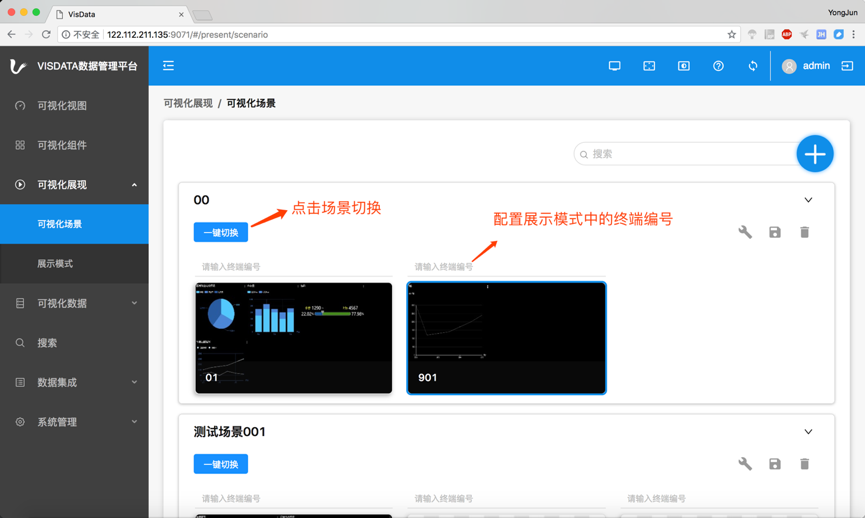 VisData
YongJun
不安全 122.112.211.135:9071/#/present/scenario
ABP
JH
VISDATA数据管理平台
admin
可视化视图
可视化组件
可视化展现
可视化场景
展示模式
可视化数据
搜索
数据集成
系统管理
可视化展现 / 可视化场景
搜索
00
点击场景切换
配置展示模式中的终端编号
一键切换
请输入终端编号
请输入终端编号
01
901
测试场景001
一键切换
请输入终端编号
请输入终端编号
请输入终端编号